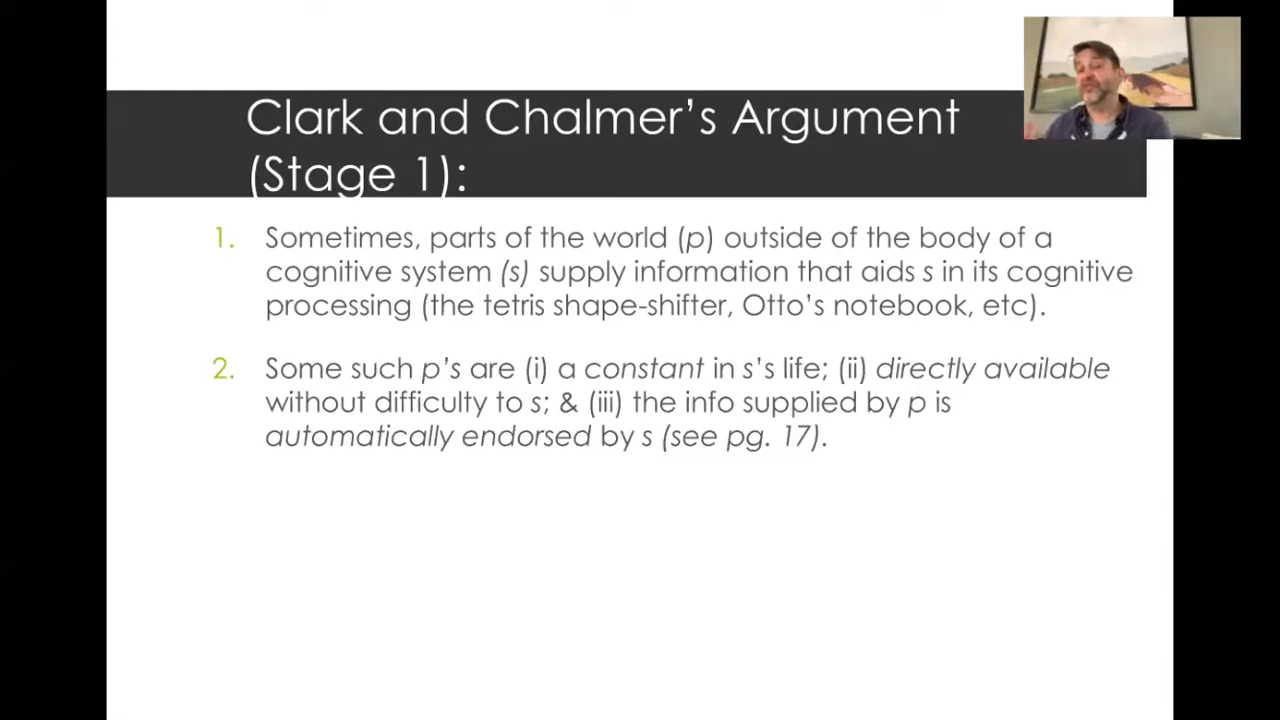 Clark and Chalmer's Argument
(Stage 1):
1. Sometimes, parts of the world (p) outside of the body of a
cognitive system (s) supply information that aids s in its cognitive
processing (the tetris shape-shifter, Otto's notebook, etc).
2. Some such p's are (i) a constant in s's life; (ii) directly available
without difficulty to s; & (iii) the info supplied by p is
automatically endorsed by s (see pg. 17).